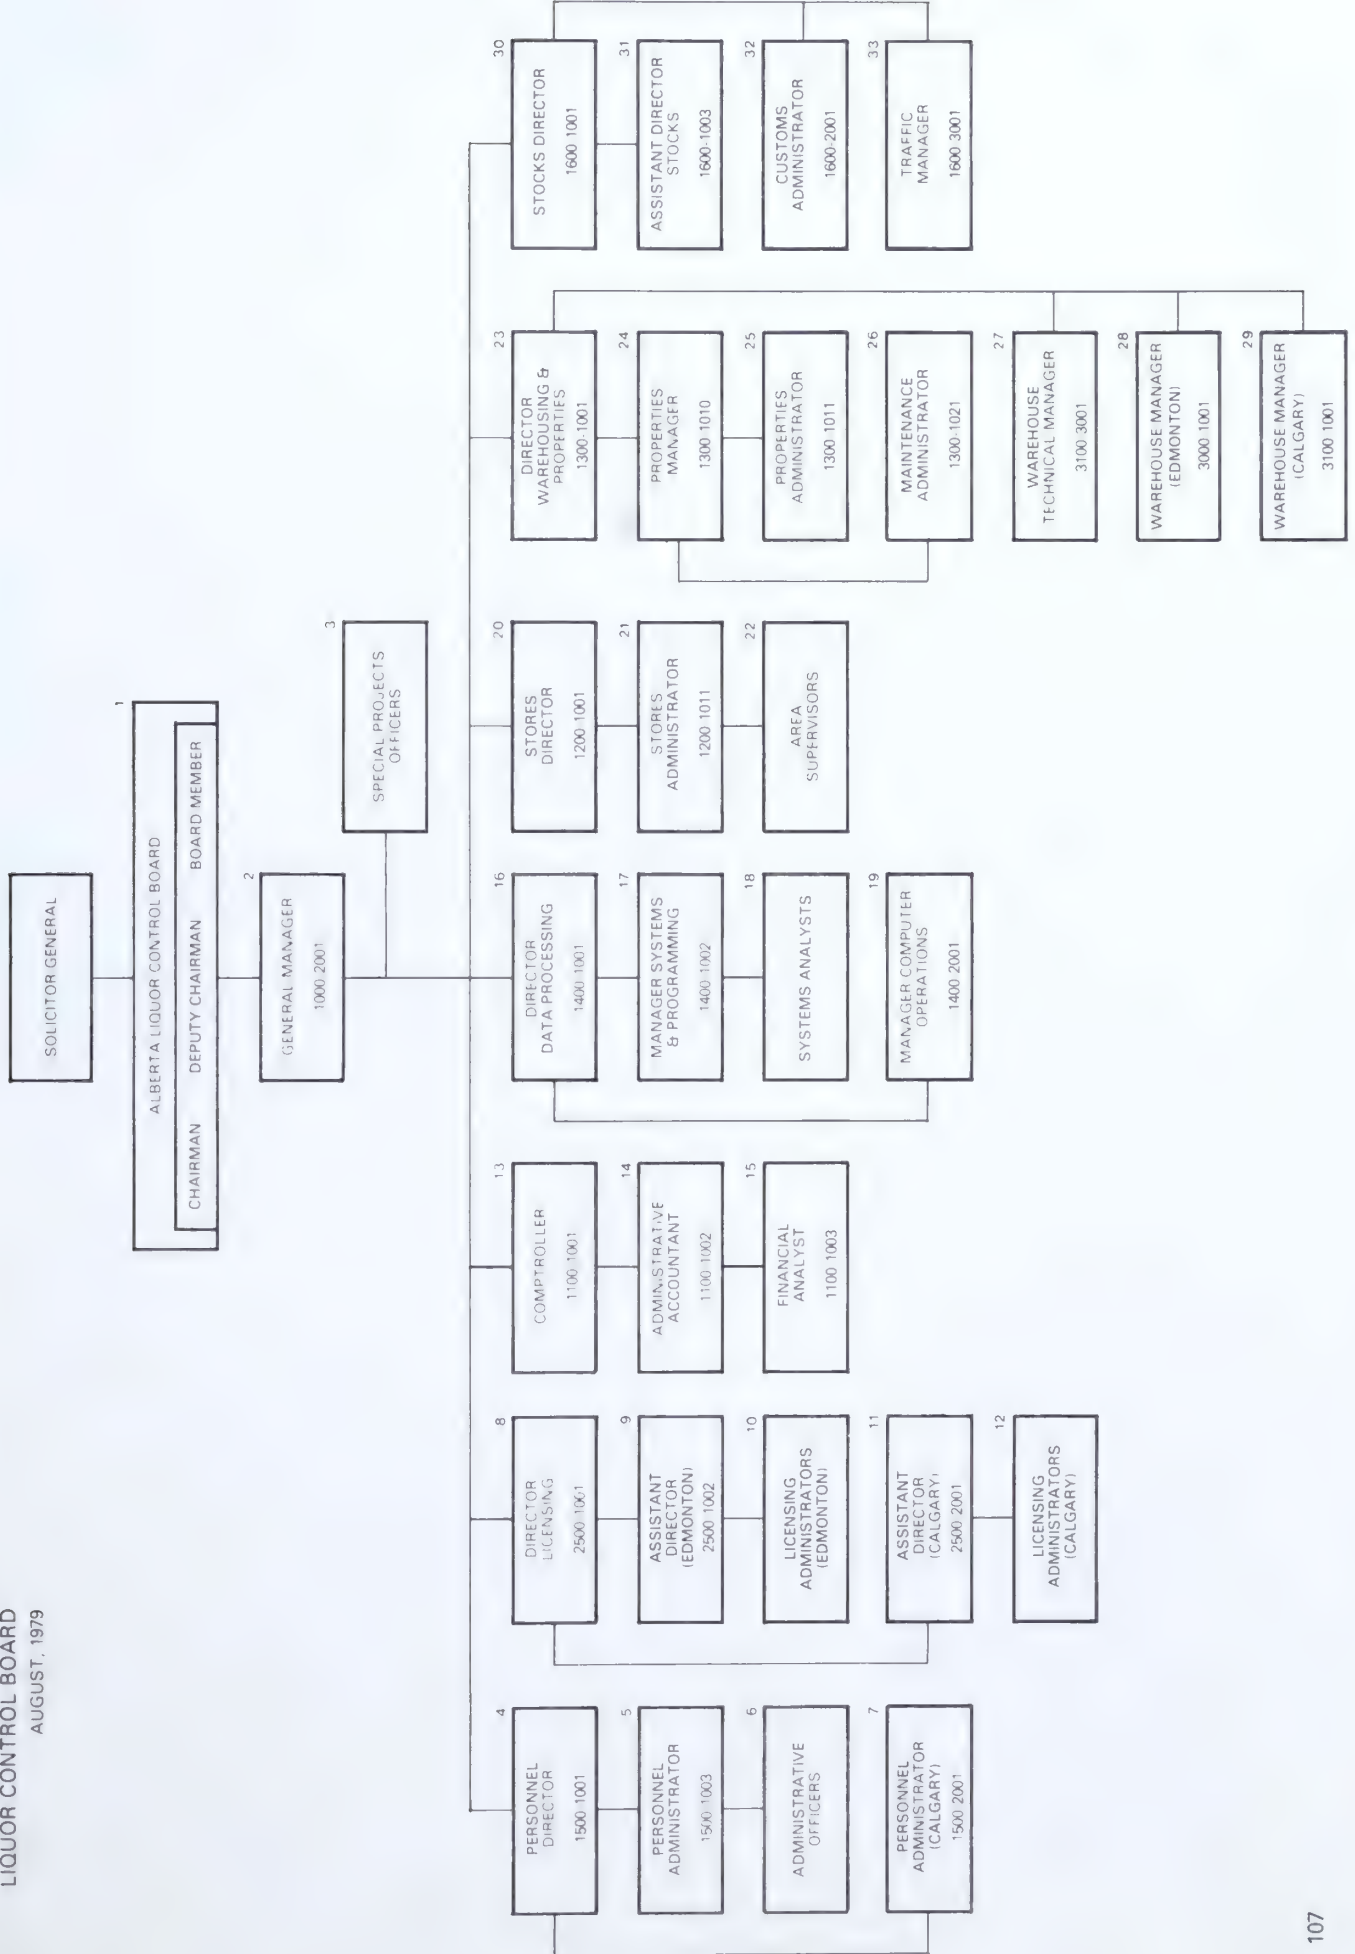 LIQUOR CONTROL BOARD
AUGUST, 1979
SOLICITOR GENERAL
1
ALBERTA LIQUOR CONTROL BOARD
CHAIRMAN DEPUTY CHAIRMAN BOARD MEMBER
2
GENERAL MANAGER
1000 2001
3
SPECIAL PROJECTS
OFFICERS
4
PERSONNEL
DIRECTOR
1500 1001
5
PERSONNEL
ADMINISTRATOR
1500 1003
6
ADMINISTRATIVE
OFFICERS
7
PERSONNEL
ADMINISTRATOR
(CALGARY)
1500 2001
8
DIRECTOR
LICENSING
2500 1001
9
ASSISTANT
DIRECTOR
(EDMONTON)
2500 1002
10
LICENSING
ADMINISTRATORS
(EDMONTON)
11
ASSISTANT
DIRECTOR
(CALGARY)
2500 2001
12
LICENSING
ADMINISTRATORS
(CALGARY)
13
COMPTROLLER
1100 1001
14
ADMINISTRATIVE
ACCOUNTANT
1100 1002
15
FINANCIAL
ANALYST
1100 1003
16
DIRECTOR
DATA PROCESSING
1400 1001
17
MANAGER SYSTEMS
& PROGRAMMING
1400 1002
18
SYSTEMS ANALYSTS
19
MANAGER COMPUTER
OPERATIONS
1400 2001
20
STORES
DIRECTOR
1200 1001
21
STORES
ADMINISTRATOR
1200 1011
22
AREA
SUPERVISORS
23
DIRECTOR
WAREHOUSING &
PROPERTIES
1300-1001
24
PROPERTIES
MANAGER
1300 1010
25
PROPERTIES
ADMINISTRATOR
1300 1011
26
MAINTENANCE
ADMINISTRATOR
1300-1021
27
WAREHOUSE
TECHNICAL MANAGER
3100 3001
28
WAREHOUSE MANAGER
(EDMONTON)
3000 1001
29
WAREHOUSE MANAGER
(CALGARY)
3100 1001
30
STOCKS DIRECTOR
1600 1001
31
ASSISTANT DIRECTOR
STOCKS
1600-1003
32
CUSTOMS
ADMINISTRATOR
1600-2001
33
TRAFFIC
MANAGER
1600 3001
107